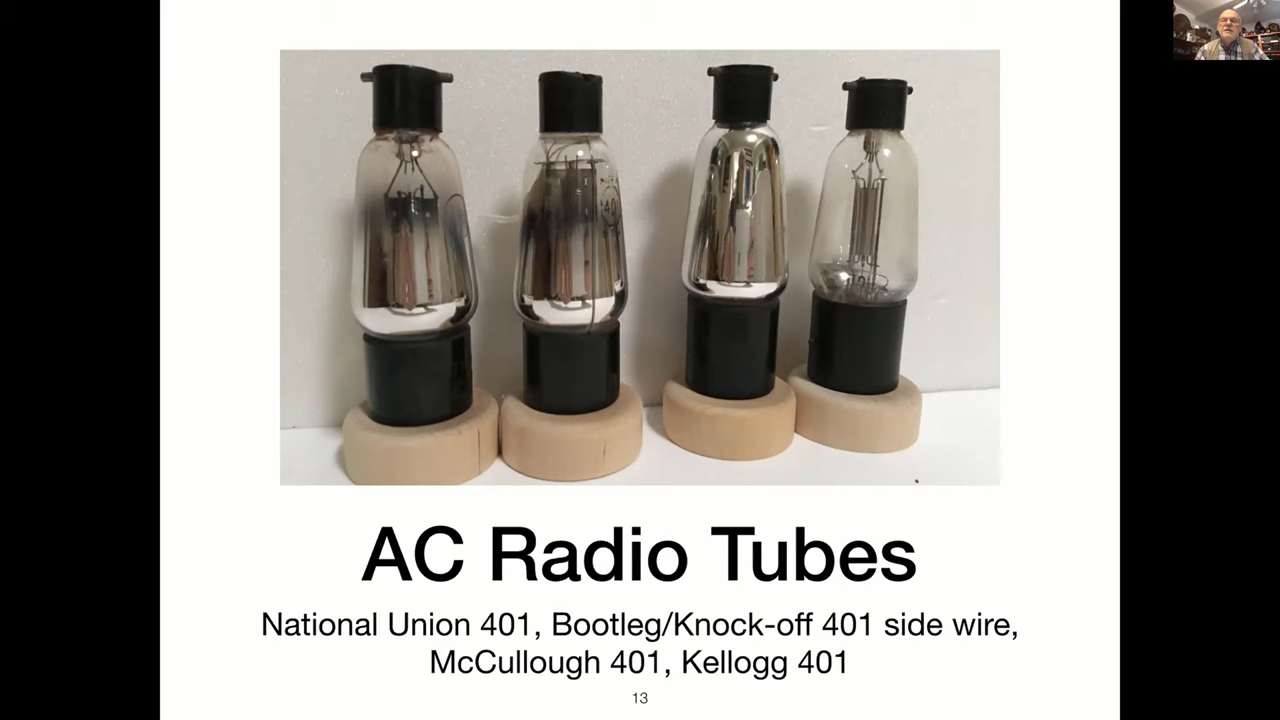 AC Radio Tubes
National Union 401, Bootleg/Knock-off 401 side wire,
McCullough 401, Kellogg 401
13